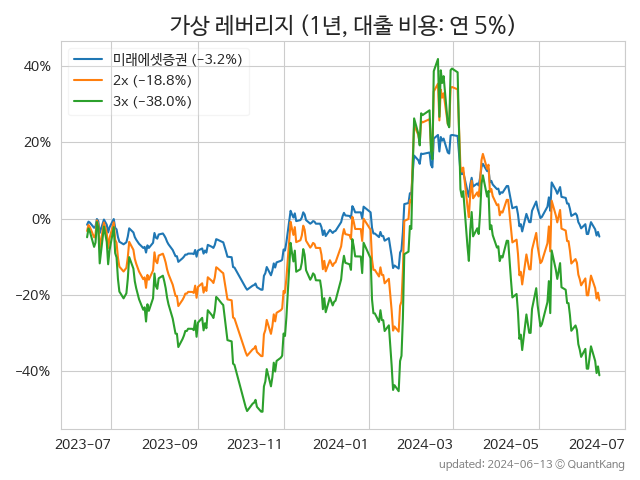 가상 레버리지 (1년, 대출 비용: 연 5%)
미래에셋증권 (−3.2%)
2x (−18.8%)
3x (−38.0%)
40%
20%
0%
−20%
−40%
2023-07 2023-09 2023-11 2024-01 2024-03 2024-05 2024-07
updated: 2024-06-13 © QuantKang